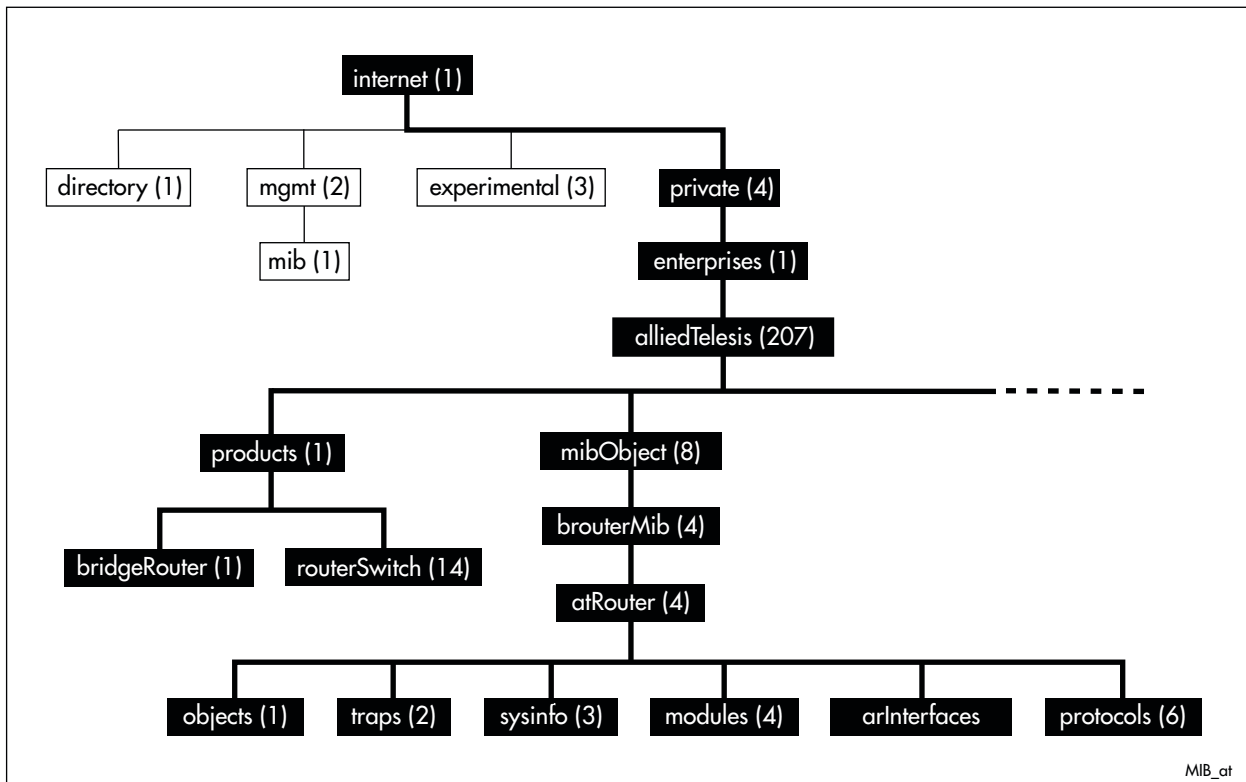 internet (1)
directory (1)
mgmt (2)
experimental (3)
private (4)
mib (1)
enterprises (1)
alliedTelesis (207)
products (1)
mibObject (8)
bridgeRouter (1)
routerSwitch (14)
brouterMib (4)
atRouter (4)
objects (1)
traps (2)
sysinfo (3)
modules (4)
arInterfaces
protocols (6)
MIB_at